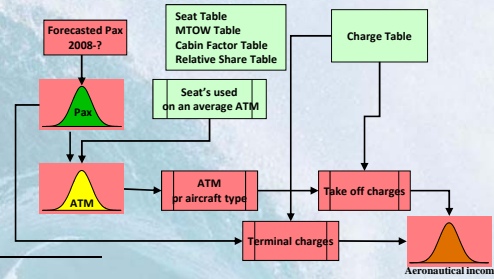 Forecasted Pax
2008-?
Seat Table
MTOW Table
Cabin Factor Table
Relative Share Table
Charge Table
Pax
Seat's used
on an average ATM
ATM
ATM
pr aircraft type
Take off charges
Terminal charges
Aeronautical incom